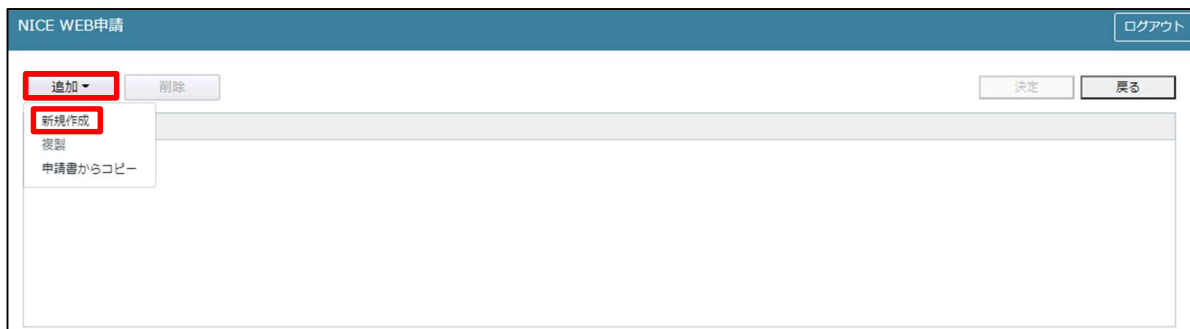 NICE WEB申請
ログアウト
追加▼ 削除 決定 戻る
新規作成
複製
申請書からコピー